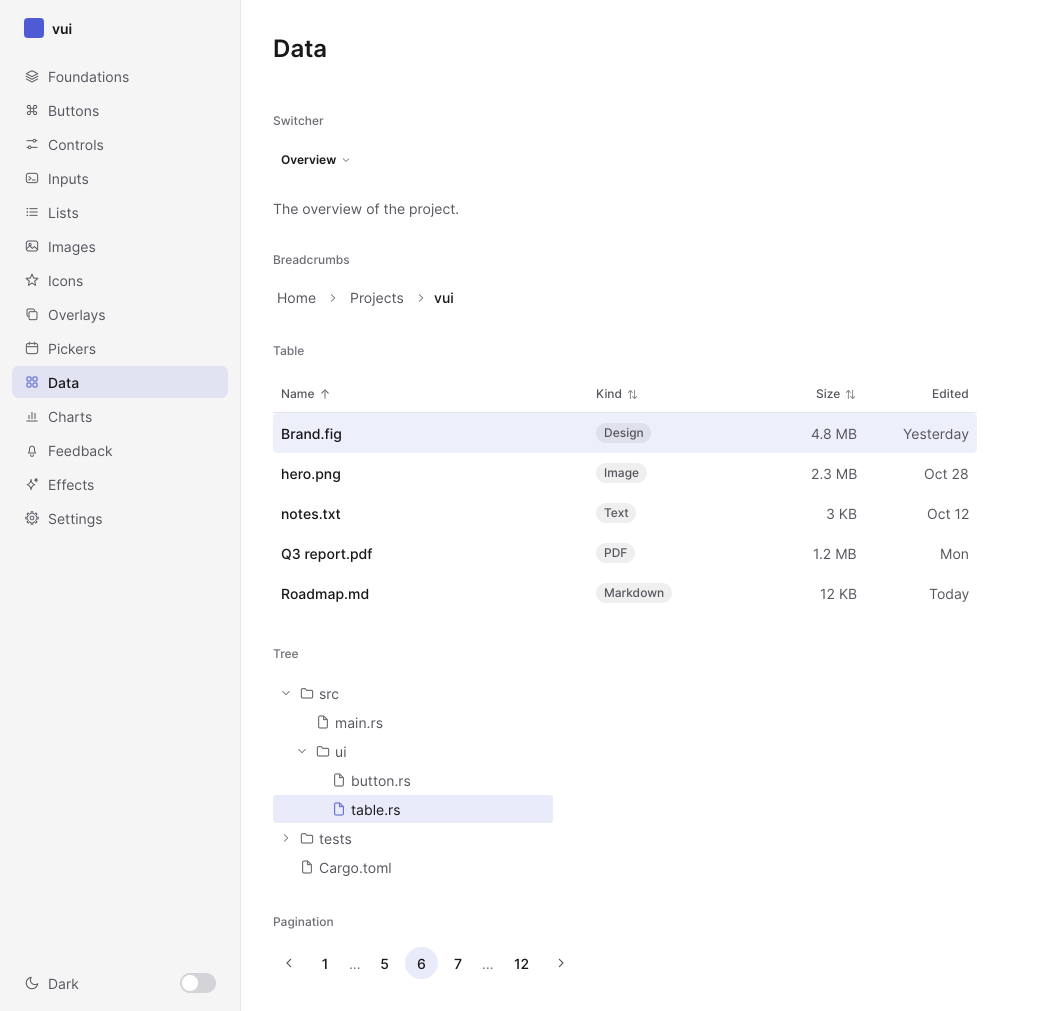 vui
Foundations
Buttons
Controls
Inputs
Lists
Images
Icons
Overlays
Pickers
Data
Charts
Feedback
Effects
Settings
Dark
Data
Switcher
Overview
The overview of the project.
Breadcrumbs
Home Projects vui
Table
Name Kind Size Edited
Brand.fig Design 4.8 MB Yesterday
hero.png Image 2.3 MB Oct 28
notes.txt Text 3 KB Oct 12
Q3 report.pdf PDF 1.2 MB Mon
Roadmap.md Markdown 12 KB Today
Tree
src
main.rs
ui
button.rs
table.rs
tests
Cargo.toml
Pagination
1 ... 5 6 7 ... 12